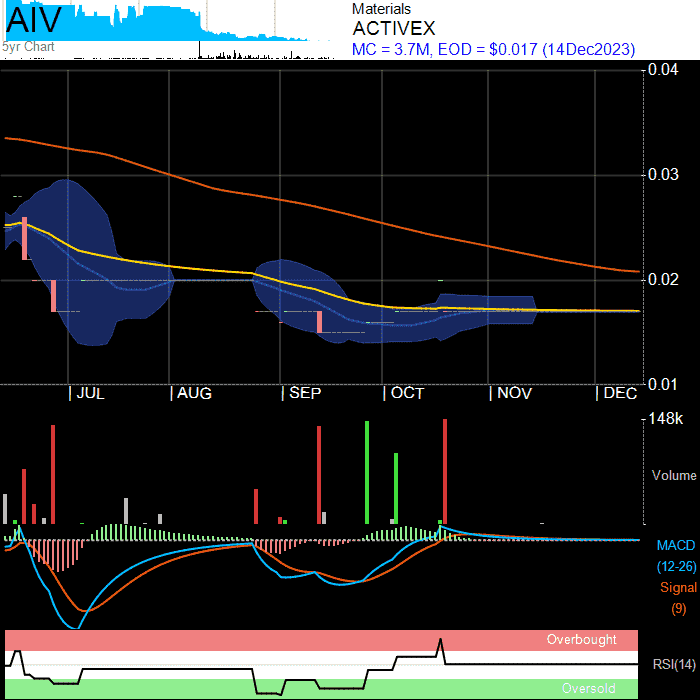 AIV
5yr Chart
Materials
ACTIVEX
MC = 3.7M, EOD = $0.017 (14Dec2023)
0.04
0.03
0.02
0.01
JUL AUG SEP OCT NOV DEC
148k
Volume
MACD
(12-26)
Signal
(9)
Overbought
RSI(14)
Oversold